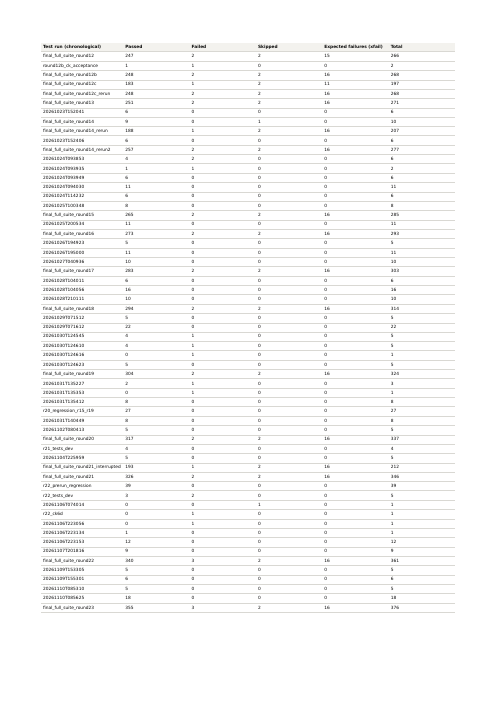 Test run (chronological) Passed Failed Skipped Expected failures (xfail) Total
final_full_suite_round12 247 2 2 15 266
round12b_ck_acceptance 1 1 0 0 2
final_full_suite_round12b 248 2 2 16 268
final_full_suite_round12c 183 1 2 11 197
final_full_suite_round12c_rerun 248 2 2 16 268
final_full_suite_round13 251 2 2 16 271
20261023T152041 6 0 0 0 6
final_full_suite_round14 9 0 1 0 10
final_full_suite_round14_rerun 188 1 2 16 207
20261023T152406 6 0 0 0 6
final_full_suite_round14_rerun2 257 2 2 16 277
20261024T093853 4 2 0 0 6
20261024T093935 1 1 0 0 2
20261024T093949 6 0 0 0 6
20261024T094030 11 0 0 0 11
20261024T114232 6 0 0 0 6
20261025T100348 8 0 0 0 8
final_full_suite_round15 265 2 2 16 285
20261025T200534 11 0 0 0 11
final_full_suite_round16 273 2 2 16 293
20261026T194923 5 0 0 0 5
20261026T195000 11 0 0 0 11
20261027T040936 10 0 0 0 10
final_full_suite_round17 283 2 2 16 303
20261028T104011 6 0 0 0 6
20261028T104056 16 0 0 0 16
20261028T210111 10 0 0 0 10
final_full_suite_round18 294 2 2 16 314
20261029T071512 5 0 0 0 5
20261029T071612 22 0 0 0 22
20261030T124545 4 1 0 0 5
20261030T124610 4 1 0 0 5
20261030T124616 0 1 0 0 1
20261030T124623 5 0 0 0 5
final_full_suite_round19 304 2 2 16 324
20261031T135227 2 1 0 0 3
20261031T135353 0 1 0 0 1
20261031T135412 8 0 0 0 8
r20_regression_r15_r19 27 0 0 0 27
20261031T140449 8 0 0 0 8
20261102T080413 5 0 0 0 5
final_full_suite_round20 317 2 2 16 337
r21_tests_dev 4 0 0 0 4
20261104T225959 5 0 0 0 5
final_full_suite_round21_interrupted 193 1 2 16 212
final_full_suite_round21 326 2 2 16 346
r22_prerun_regression 39 0 0 0 39
r22_tests_dev 3 2 0 0 5
20261106T074014 0 0 1 0 1
r22_ck6d 0 1 0 0 1
20261106T223056 0 1 0 0 1
20261106T223134 1 0 0 0 1
20261106T223153 12 0 0 0 12
20261107T201816 9 0 0 0 9
final_full_suite_round22 340 3 2 16 361
20261109T153305 5 0 0 0 5
20261109T155301 6 0 0 0 6
20261110T085310 5 0 0 0 5
20261110T085625 18 0 0 0 18
final_full_suite_round23 355 3 2 16 376